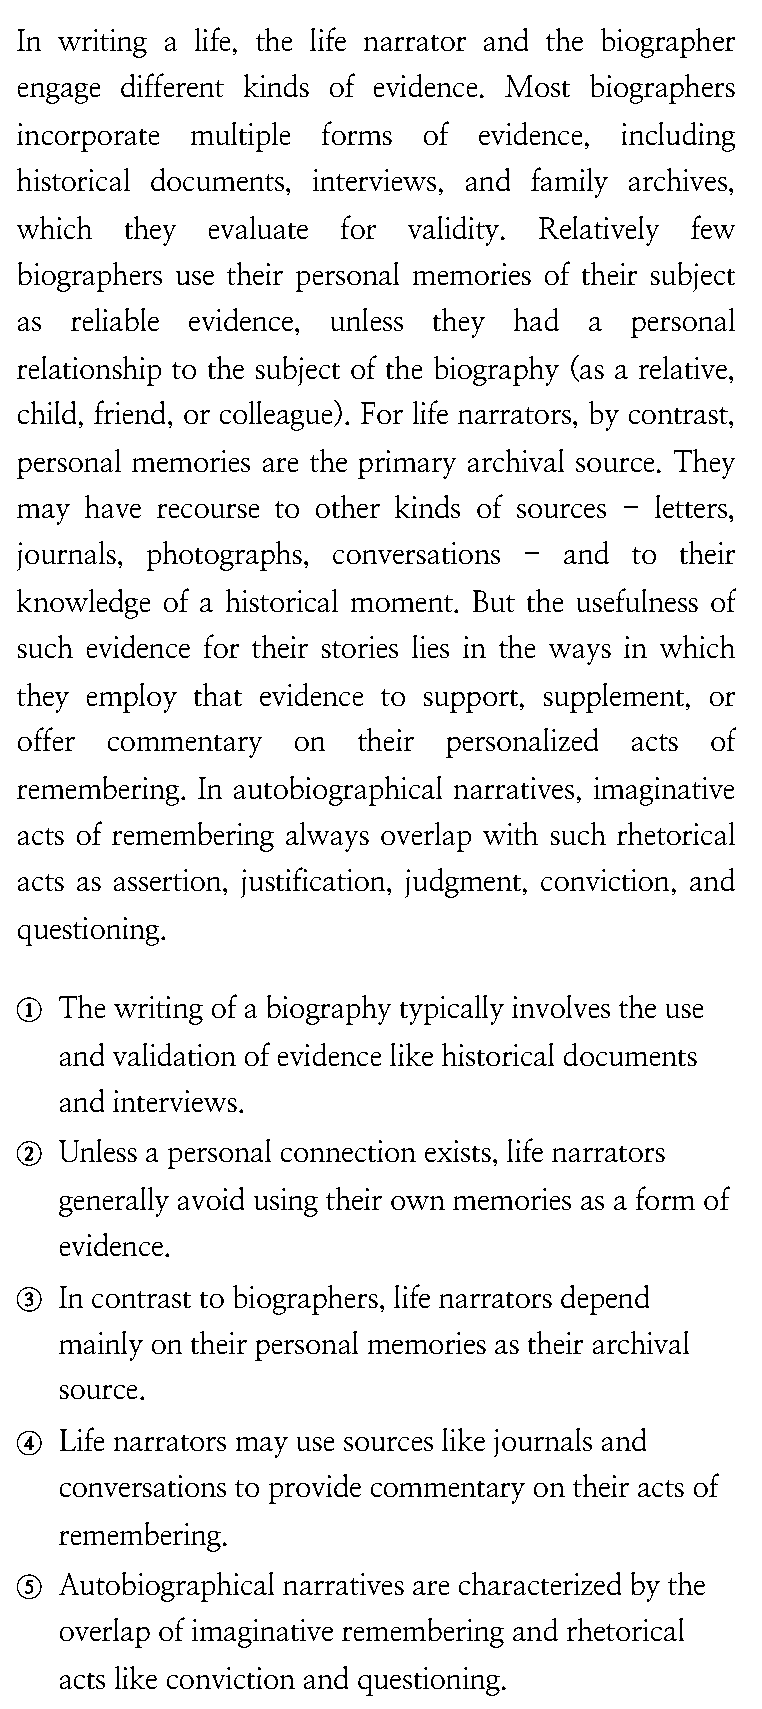 In writing a life, the life narrator and the biographer
engage different kinds of evidence. Most biographers
incorporate multiple forms of evidence, including
historical documents, interviews, and family archives,
which they evaluate for validity. Relatively few
biographers use their personal memories of their subject
as reliable evidence, unless they had a personal
relationship to the subject of the biography (as a relative,
child, friend, or colleague). For life narrators, by contrast,
personal memories are the primary archival source. They
may have recourse to other kinds of sources − letters,
journals, photographs, conversations − and to their
knowledge of a historical moment. But the usefulness of
such evidence for their stories lies in the ways in which
they employ that evidence to support, supplement, or
offer commentary on their personalized acts of
remembering. In autobiographical narratives, imaginative
acts of remembering always overlap with such rhetorical
acts as assertion, justification, judgment, conviction, and
questioning.
① The writing of a biography typically involves the use
and validation of evidence like historical documents
and interviews.
② Unless a personal connection exists, life narrators
generally avoid using their own memories as a form of
evidence.
③ In contrast to biographers, life narrators depend
mainly on their personal memories as their archival
source.
④ Life narrators may use sources like journals and
conversations to provide commentary on their acts of
remembering.
⑤ Autobiographical narratives are characterized by the
overlap of imaginative remembering and rhetorical
acts like conviction and questioning.